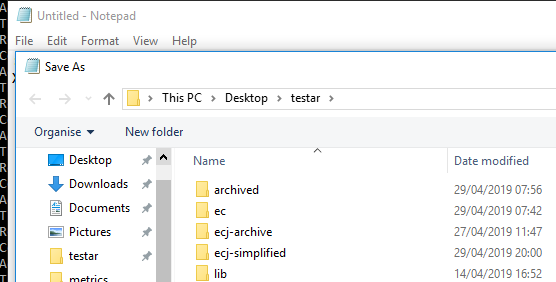 Untitled - Notepad
File Edit Format View Help
Save As
This PC > Desktop > testar >
Organise New folder
Desktop
Downloads
Documents
Pictures
testar
metrics
Name Date modified
archived 29/04/2019 07:56
ec 29/04/2019 07:42
ecj-archive 27/04/2019 11:47
ecj-simplified 29/04/2019 20:00
lib 14/04/2019 16:52
A
T
R
C
A
T
R
C
A
T
R
C
A
T
R